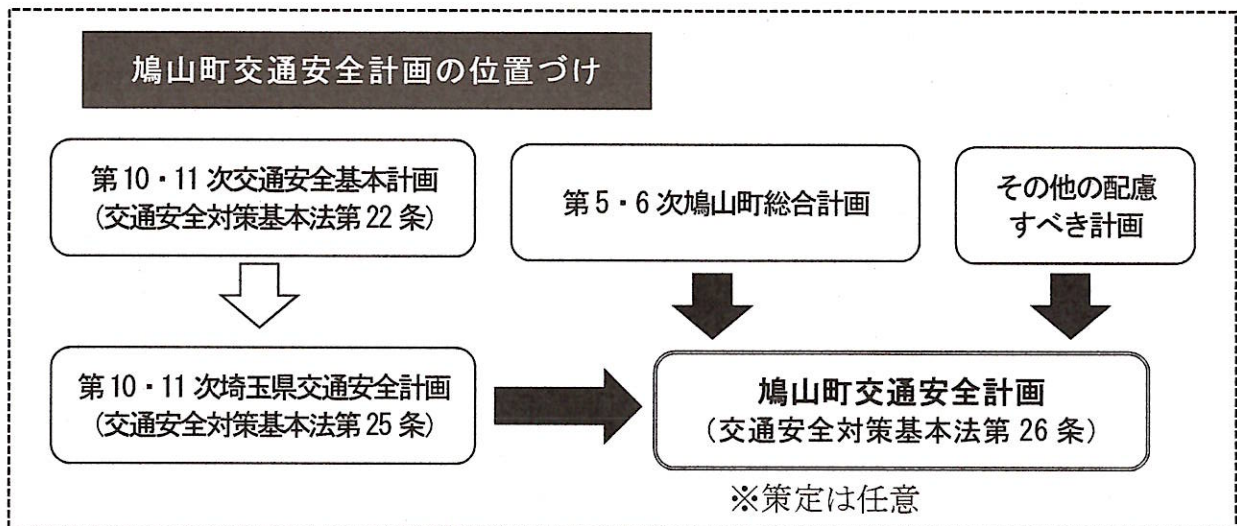 鳩山町交通安全計画の位置づけ
第10・11次交通安全基本計画
(交通安全対策基本法第22条)
第5・6次鳩山町総合計画
その他の配慮
すべき計画
第10・11次埼玉県交通安全計画
(交通安全対策基本法第25条)
鳩山町交通安全計画
(交通安全対策基本法第26条)
※策定は任意